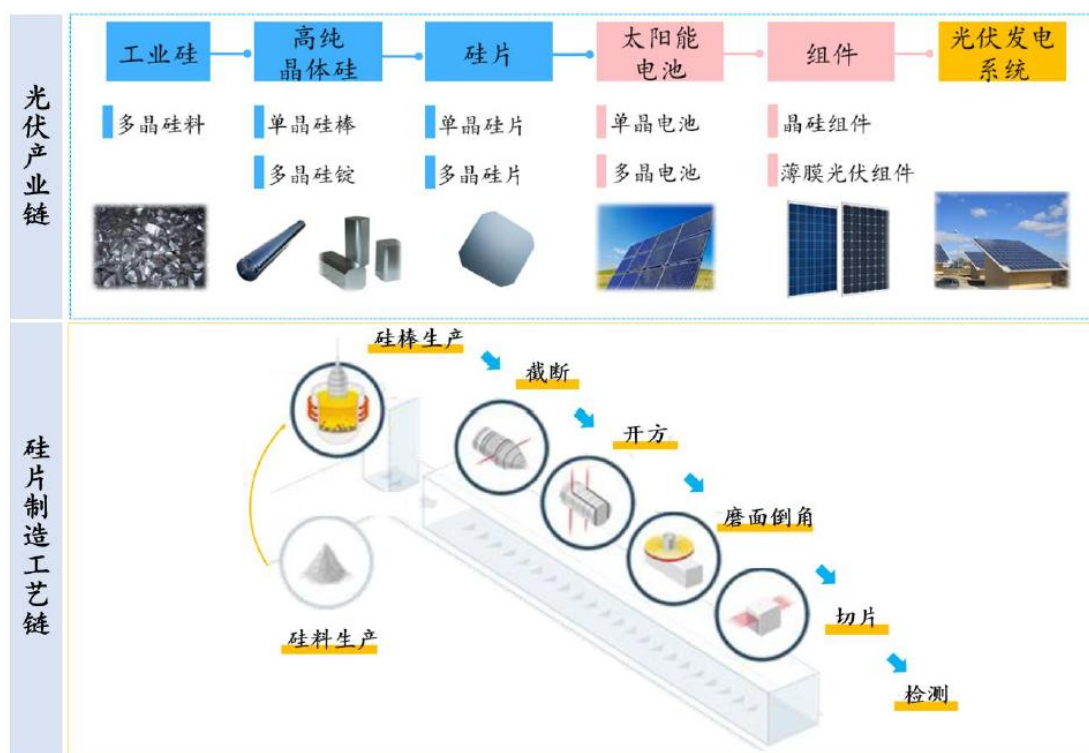 光伏产业链
工业硅
高纯
晶体硅
硅片
太阳能
电池
组件
光伏发电
系统
多晶硅料
单晶硅棒
单晶硅片
单晶电池
晶硅组件
多晶硅锭
多晶硅片
多晶电池
薄膜光伏组件
硅片制造工艺链
硅棒生产
截断
开方
磨面倒角
切片
检测
硅料生产